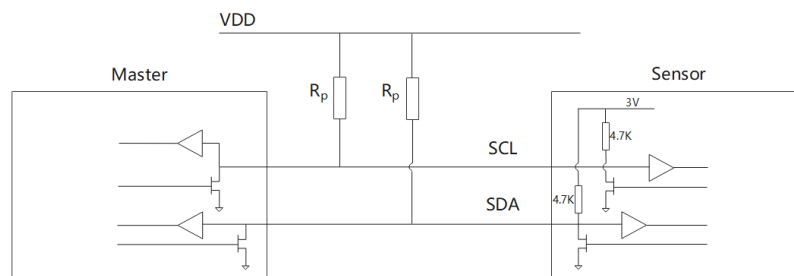 VDD
Master
Rp
Rp
Sensor
3V
4.7K
SCL
4.7K
SDA